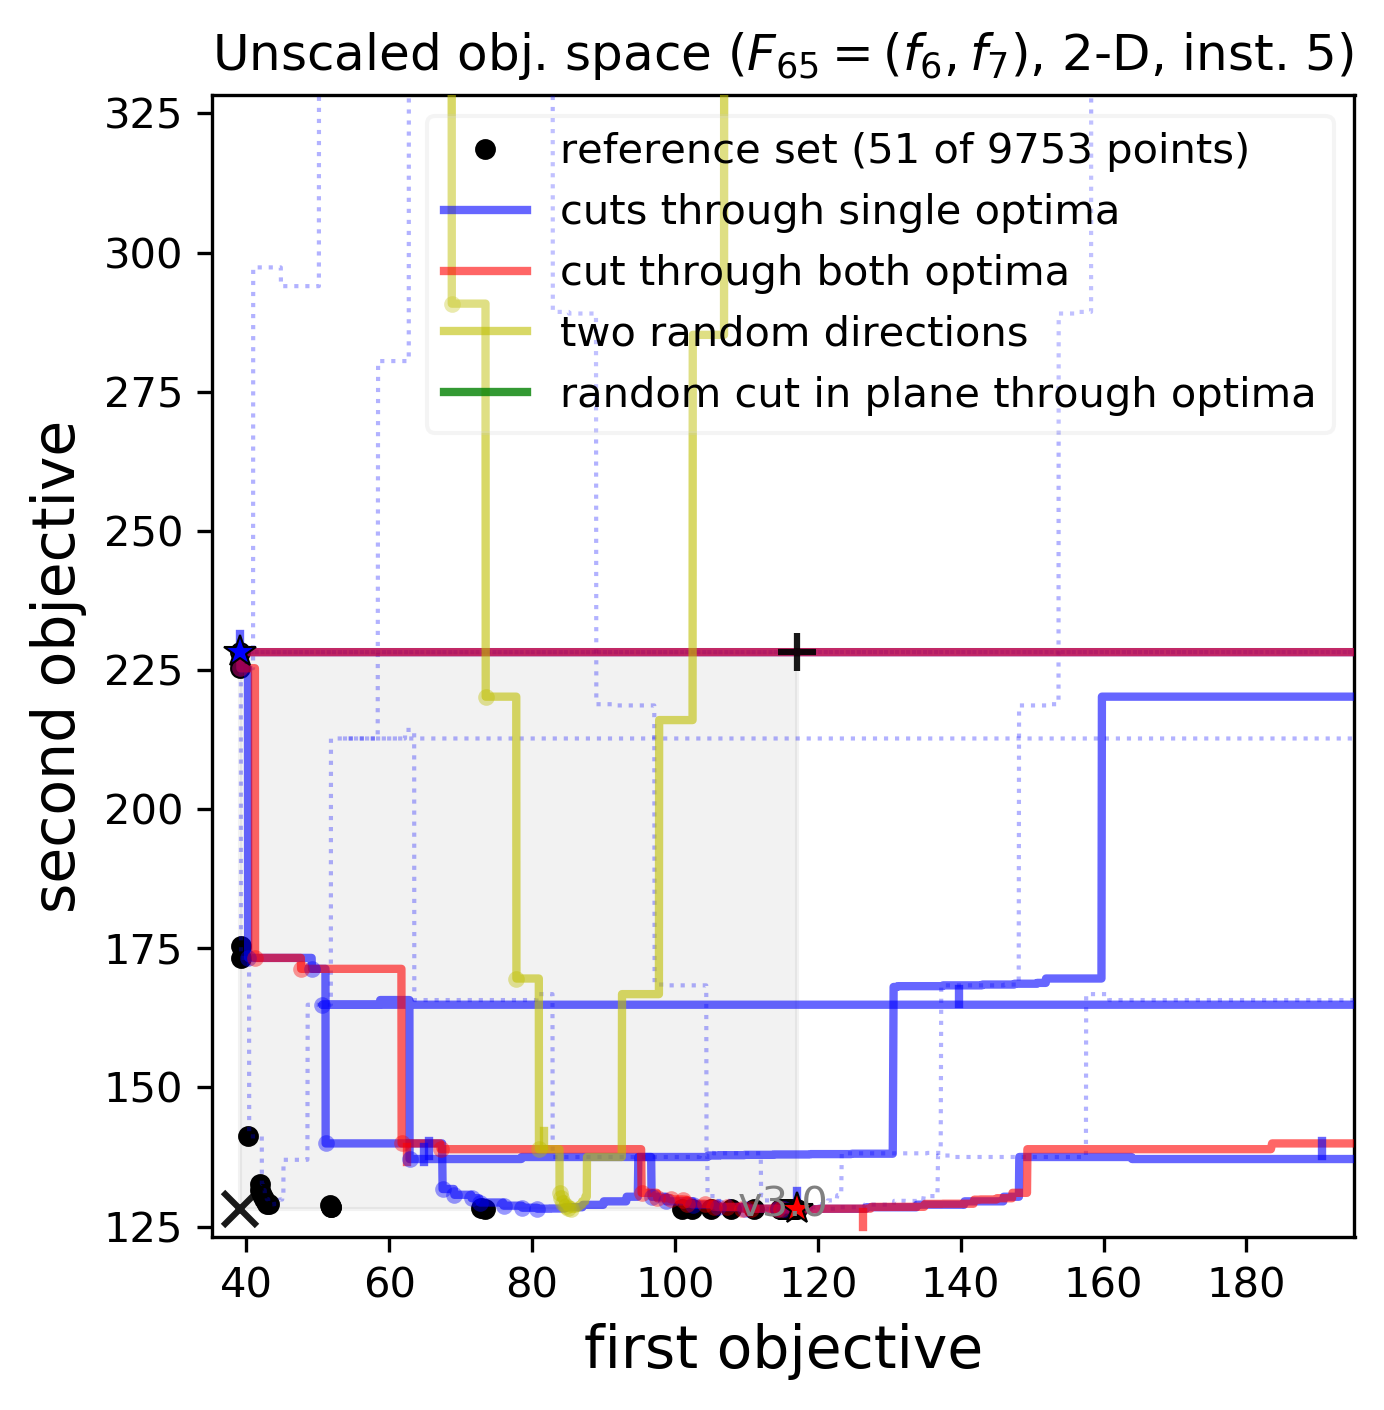 Unscaled obj. space (F₆₅ = (f₆, f₇), 2-D, inst. 5)
325
300
275
250
225
200
175
150
125
second objective
reference set (51 of 9753 points)
cuts through single optima
cut through both optima
two random directions
random cut in plane through optima
v3.0
40 60 80 100 120 140 160 180
first objective